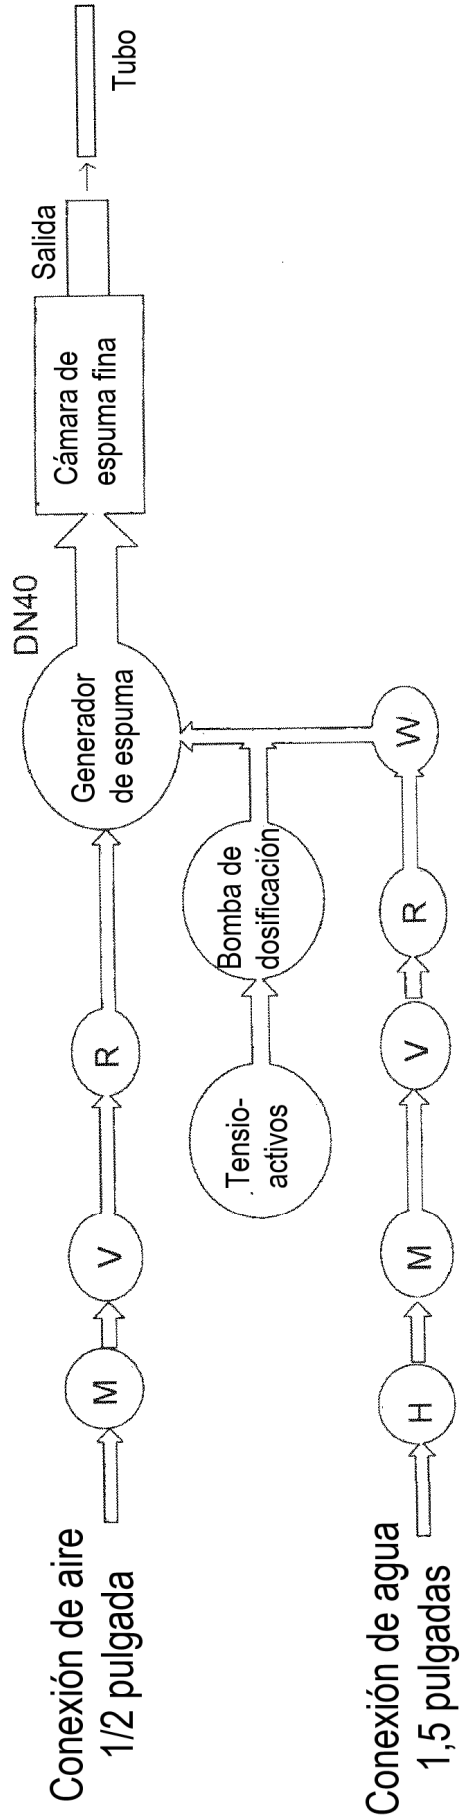 Conexión de aire
1/2 pulgada
M
V
R
Generador
de espuma
DN40
Cámara de
espuma fina
Salida
Tubo
Tensio-
activos
Bomba de
dosificación
Conexión de agua
1,5 pulgadas
H
M
V
R
W